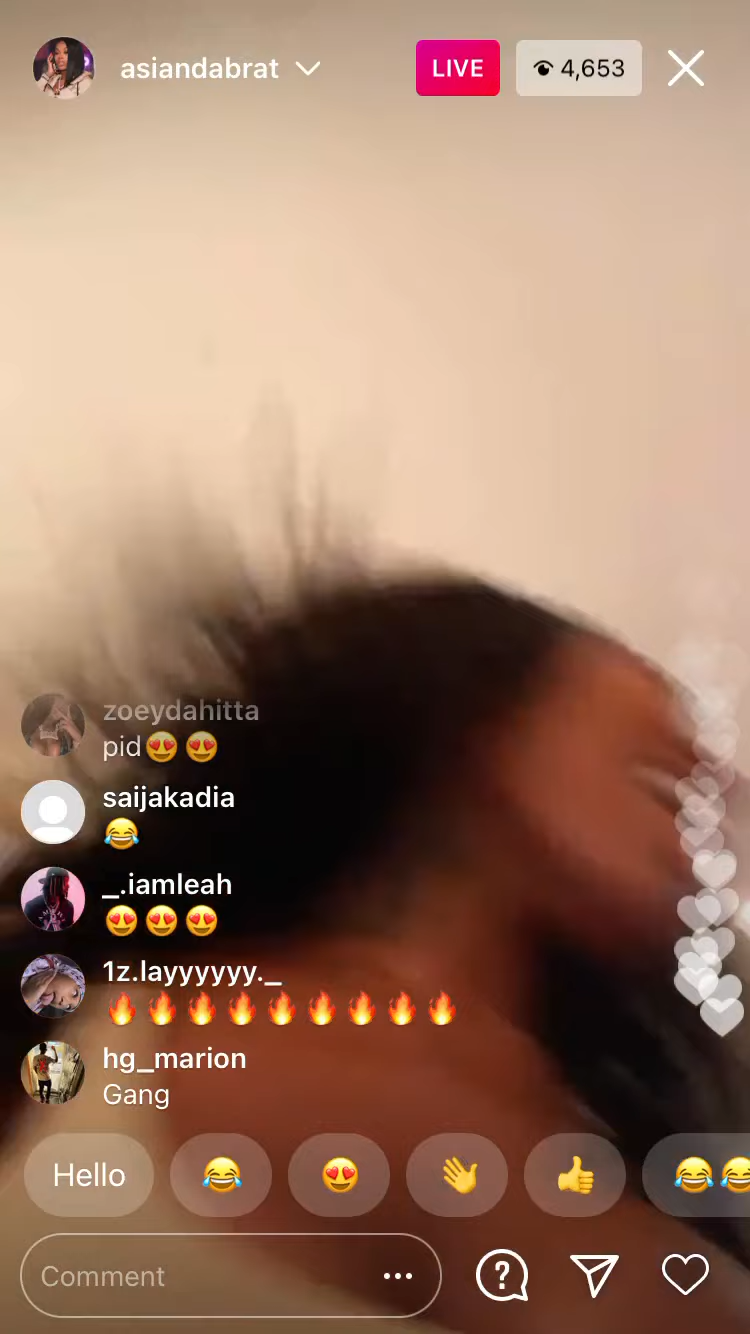 asiandabrat
LIVE
4,653
zoeydahitta
pid😍😍
saijakadia
😂
_.iamleah
😍😍😍
1z.layyyyyy._
🔥🔥🔥🔥🔥🔥🔥🔥🔥
hg_marion
Gang
Hello 😂 😍 👋 👍 😂😂
Comment